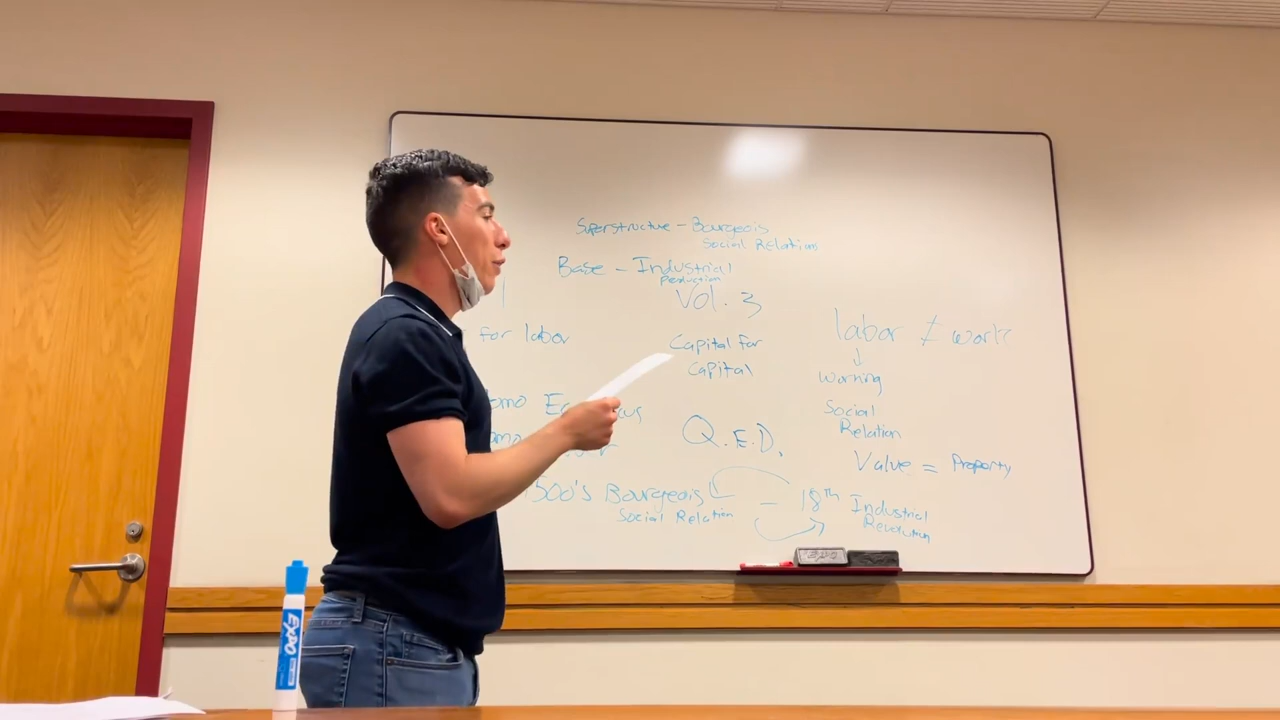 Superstructure - Bourgeois
Social Relations
Base - Industrial
Production
Vol. 3
for labor
Capital for
Capital
labor ≠ work
↓
working
Social
Relation
Value = Property
Q.E.D.
500's Bourgeois - 18th Industrial
Social Relation
Revolution
EXPO